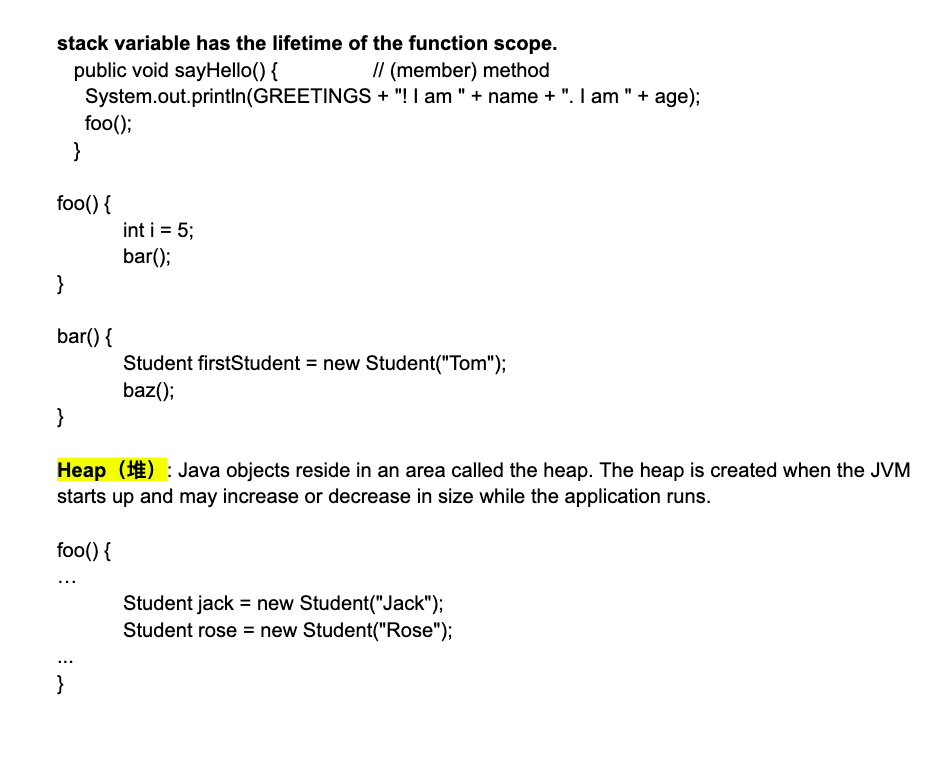 stack variable has the lifetime of the function scope.
public void sayHello() { // (member) method
System.out.println(GREETINGS + "! I am " + name + ". I am " + age);
foo();
}
foo() {
int i = 5;
bar();
}
bar() {
Student firstStudent = new Student("Tom");
baz();
}
Heap（堆）: Java objects reside in an area called the heap. The heap is created when the JVM
starts up and may increase or decrease in size while the application runs.
foo() {
…
Student jack = new Student("Jack");
Student rose = new Student("Rose");
...
}